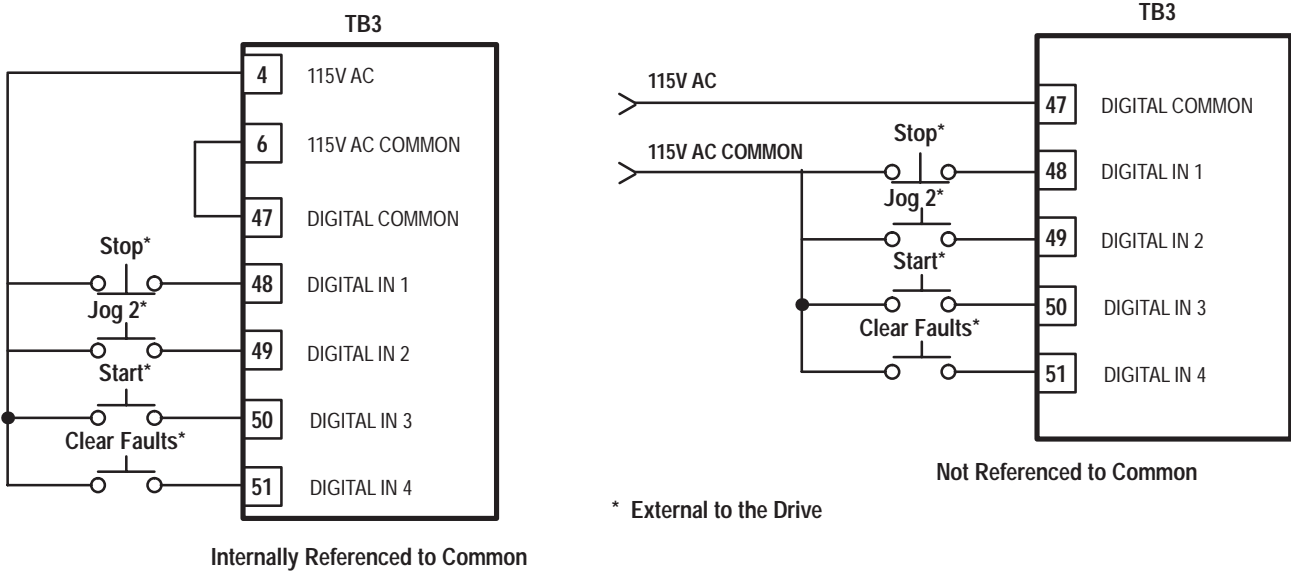 TB3
4 115V AC
6 115V AC COMMON
47 DIGITAL COMMON
Stop*
48 DIGITAL IN 1
Jog 2*
49 DIGITAL IN 2
Start*
50 DIGITAL IN 3
Clear Faults*
51 DIGITAL IN 4
Internally Referenced to Common
TB3
115V AC
47 DIGITAL COMMON
115V AC COMMON
Stop*
48 DIGITAL IN 1
Jog 2*
49 DIGITAL IN 2
Start*
50 DIGITAL IN 3
Clear Faults*
51 DIGITAL IN 4
Not Referenced to Common
* External to the Drive